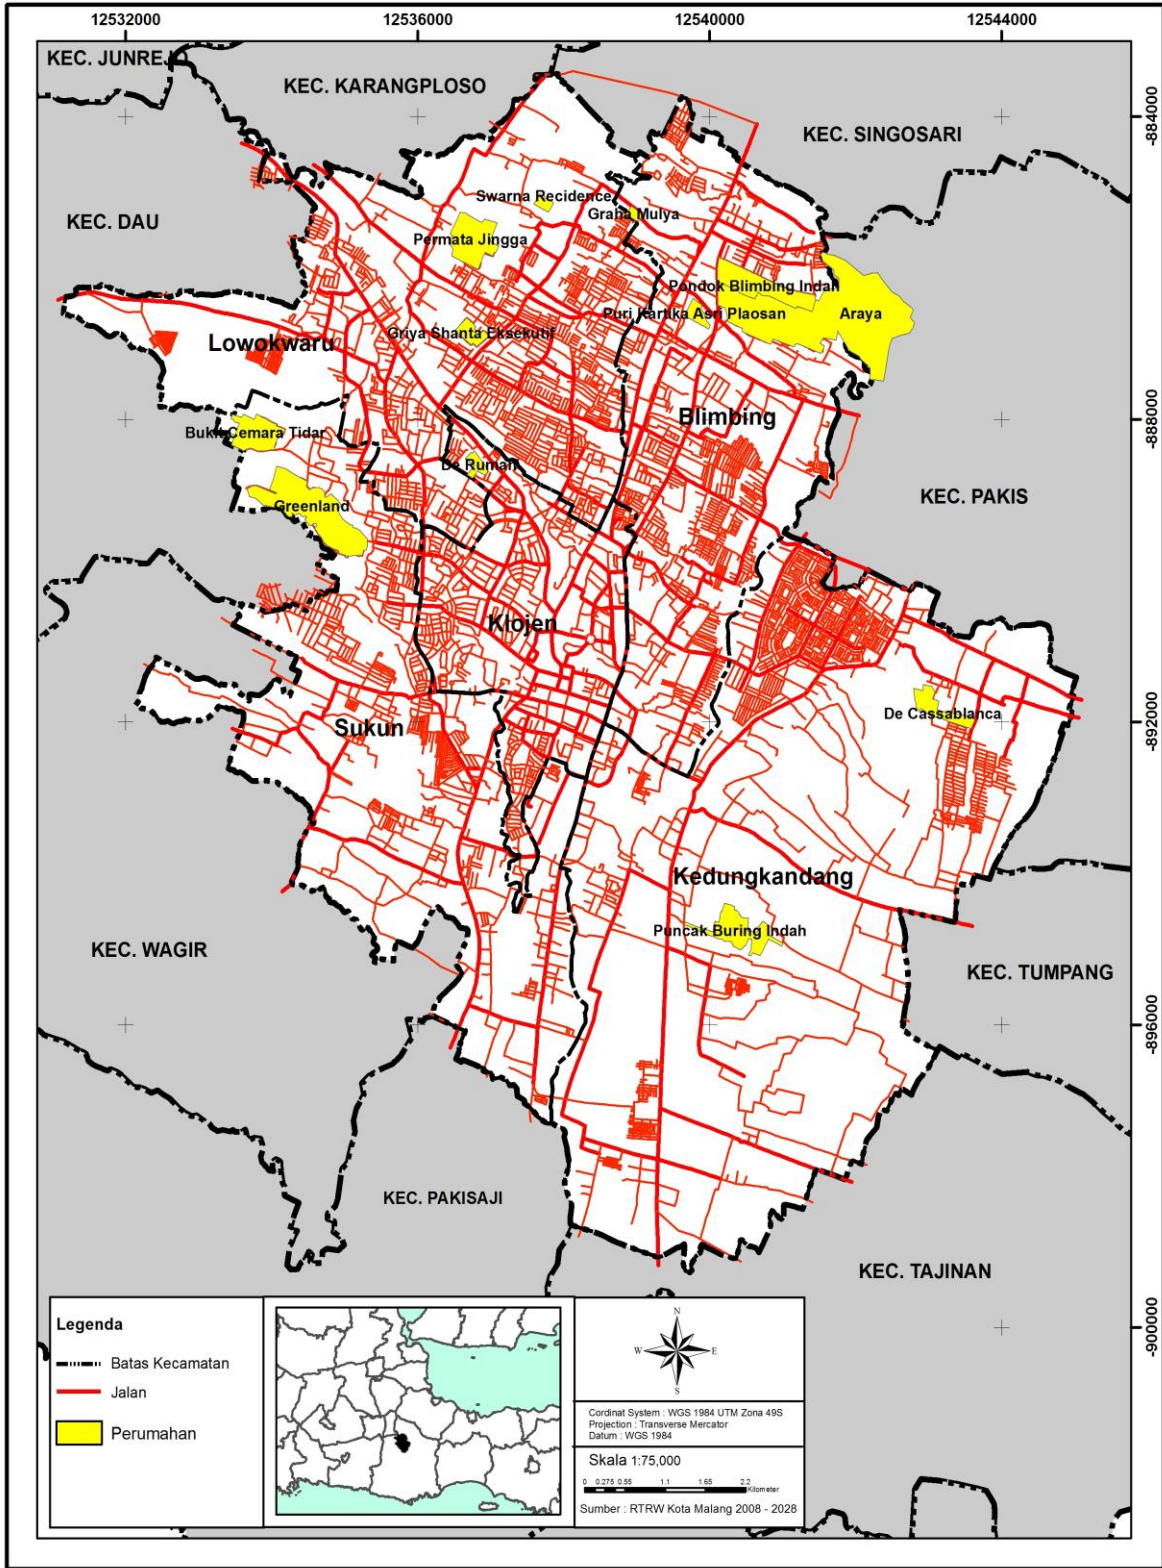 12532000
12536000
12540000
12544000
KEC. JUNREJO
KEC. KARANGPLOSO
-884000
KEC. SINGOSARI
Swarna Recidence
Graha Mulya
KEC. DAU
Permata Jingga
Pondok Blimbing Indah
Puri Kartika Asri Plaosan
Araya
Griya Shanta Eksekutif
Lowokwaru
Blimbing
-888000
Bukit Cemara Tidar
De Rumah
KEC. PAKIS
Greenland
Klojen
De Cassablanca
-892000
Sukun
Kedungkandang
Puncak Buring Indah
KEC. WAGIR
KEC. TUMPANG
-896000
KEC. PAKISAJI
KEC. TAJINAN
-900000
Legenda
Batas Kecamatan
Jalan
Perumahan
N
W
E
S
Cordinat System : WGS 1984 UTM Zona 49S
Projection : Transverse Mercator
Datum : WGS 1984
Skala 1:75,000
0 0.275 0.55 1.1 1.65 2.2
Kilometer
Sumber : RTRW Kota Malang 2008 - 2028